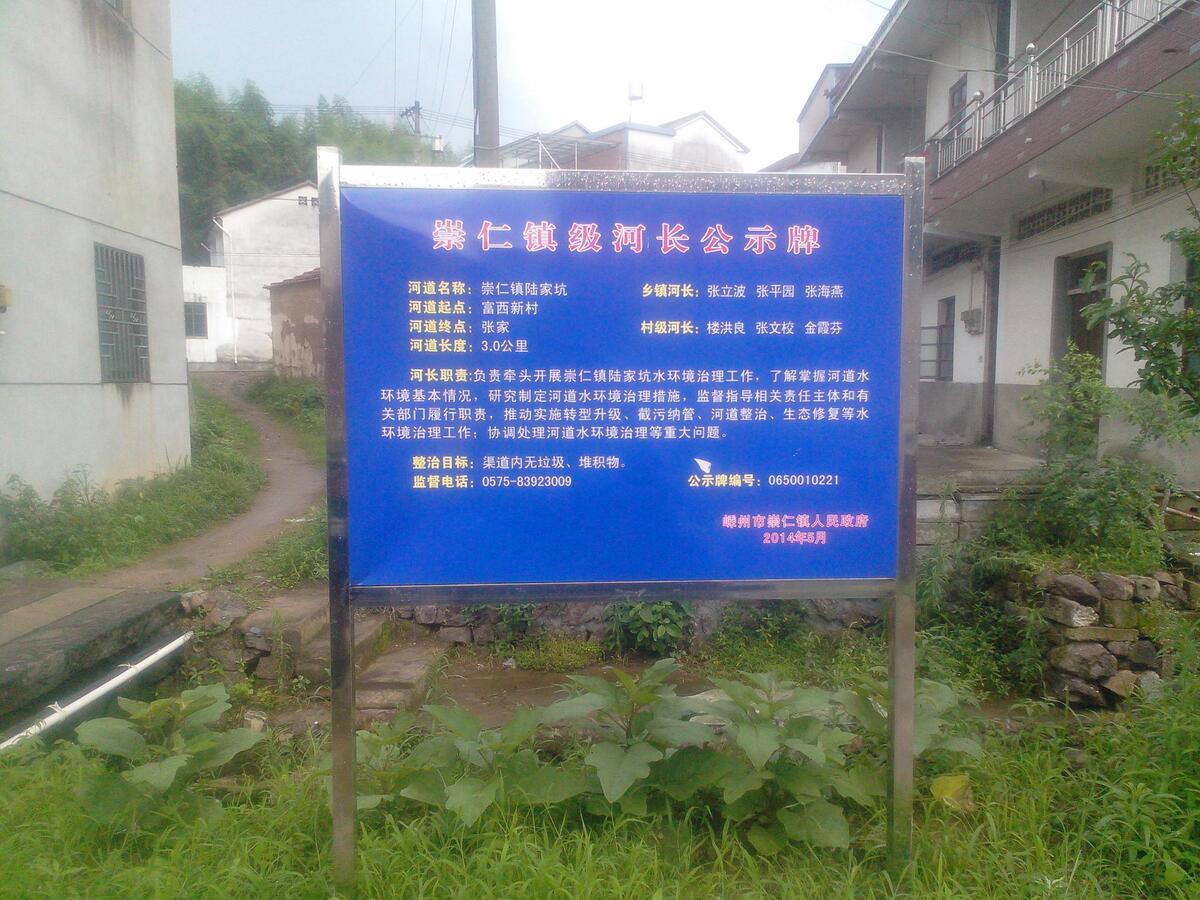 崇仁镇级河长公示牌
河道名称：崇仁镇陆家坑 乡镇河长：张立波 张平园 张海燕
河道起点：富西新村
河道终点：张家 村级河长：楼洪良 张文校 金霞芬
河道长度：3.0公里
河长职责:负责牵头开展崇仁镇陆家坑水环境治理工作，了解掌握河道水
环境基本情况，研究制定河道水环境治理措施，监督指导相关责任主体和有
关部门履行职责，推动实施转型升级、截污纳管、河道整治、生态修复等水
环境治理工作；协调处理河道水环境治理等重大问题。
整治目标：渠道内无垃圾、堆积物。
监督电话：0575-83923009 公示牌编号：0650010221
嵊州市崇仁镇人民政府
2014年5月